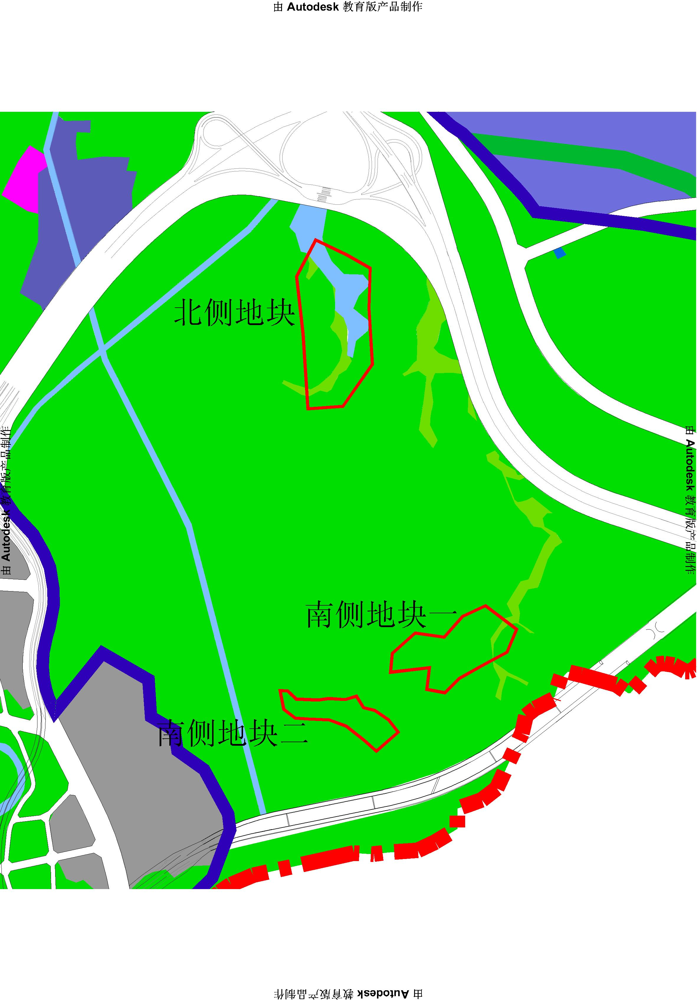 由 Autodesk 教育版产品制作
北侧地块
由 Autodesk 教育版产品制作
由 Autodesk 教育版产品制作
南侧地块一
南侧地块二
由 Autodesk 教育版产品制作